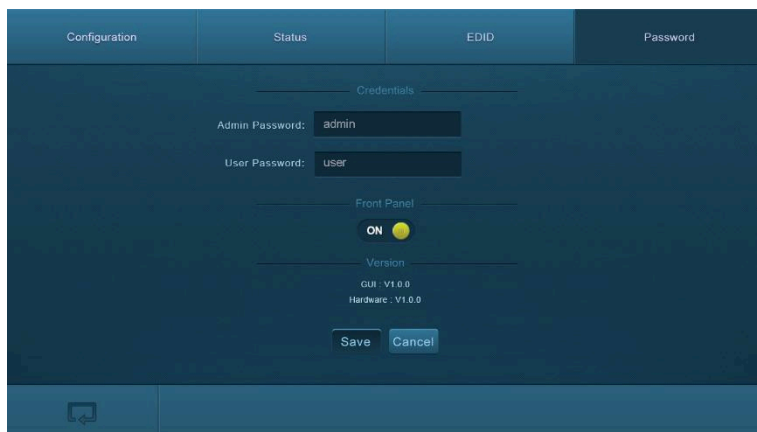 Configuration Status EDID Password
Credentials
Admin Password: admin
User Password: user
Front Panel
ON
Version
GUI : V1.0.0
Hardware : V1.0.0
Save Cancel